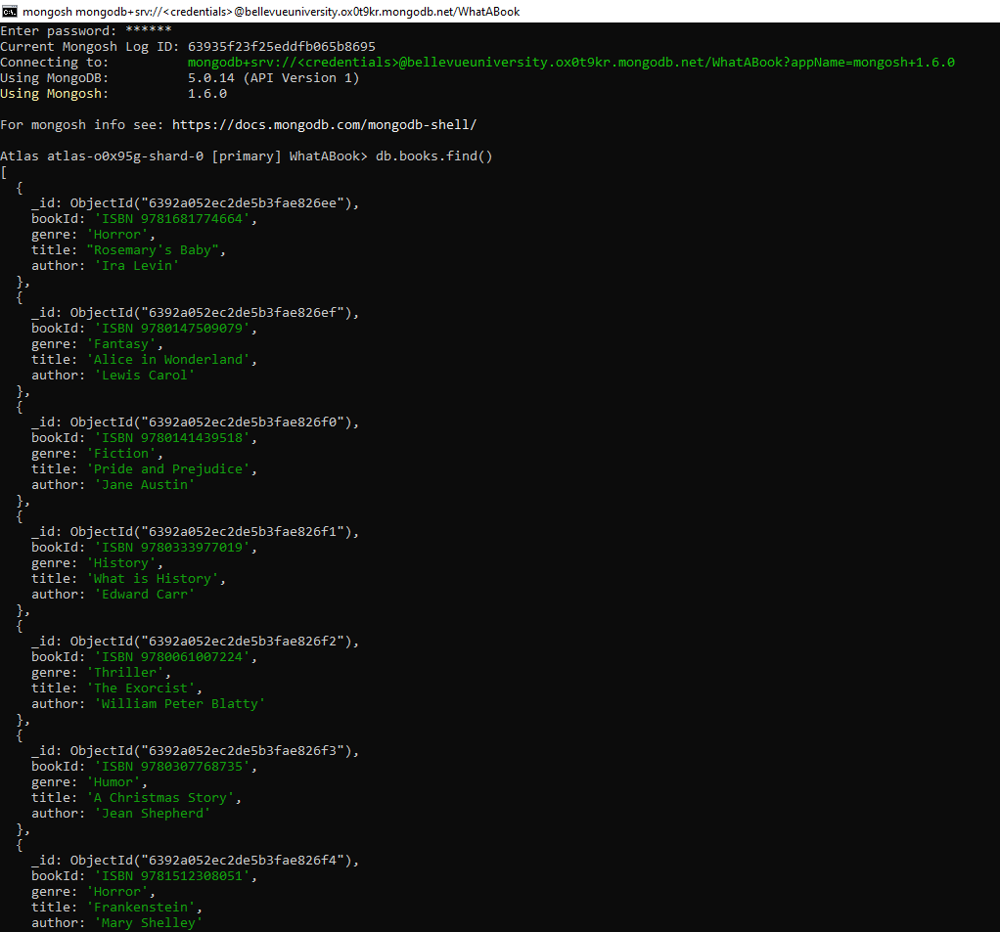 mongosh mongodb+srv://<credentials>@bellevueuniversity.ox0t9kr.mongodb.net/WhatABook
Enter password: ******
Current Mongosh Log ID: 63935f23f25eddfb065b8695
Connecting to:          mongodb+srv://<credentials>@bellevueuniversity.ox0t9kr.mongodb.net/WhatABook?appName=mongosh+1.6.0
Using MongoDB:          5.0.14 (API Version 1)
Using Mongosh:          1.6.0

For mongosh info see: https://docs.mongodb.com/mongodb-shell/

Atlas atlas-o0x95g-shard-0 [primary] WhatABook> db.books.find()
[
  {
    _id: ObjectId("6392a052ec2de5b3fae826ee"),
    bookId: 'ISBN 9781681774664',
    genre: 'Horror',
    title: "Rosemary's Baby",
    author: 'Ira Levin'
  },
  {
    _id: ObjectId("6392a052ec2de5b3fae826ef"),
    bookId: 'ISBN 9780147509079',
    genre: 'Fantasy',
    title: 'Alice in Wonderland',
    author: 'Lewis Carol'
  },
  {
    _id: ObjectId("6392a052ec2de5b3fae826f0"),
    bookId: 'ISBN 9780141439518',
    genre: 'Fiction',
    title: 'Pride and Prejudice',
    author: 'Jane Austin'
  },
  {
    _id: ObjectId("6392a052ec2de5b3fae826f1"),
    bookId: 'ISBN 9780333977019',
    genre: 'History',
    title: 'What is History',
    author: 'Edward Carr'
  },
  {
    _id: ObjectId("6392a052ec2de5b3fae826f2"),
    bookId: 'ISBN 9780061007224',
    genre: 'Thriller',
    title: 'The Exorcist',
    author: 'William Peter Blatty'
  },
  {
    _id: ObjectId("6392a052ec2de5b3fae826f3"),
    bookId: 'ISBN 9780307768735',
    genre: 'Humor',
    title: 'A Christmas Story',
    author: 'Jean Shepherd'
  },
  {
    _id: ObjectId("6392a052ec2de5b3fae826f4"),
    bookId: 'ISBN 9781512308051',
    genre: 'Horror',
    title: 'Frankenstein',
    author: 'Mary Shelley'